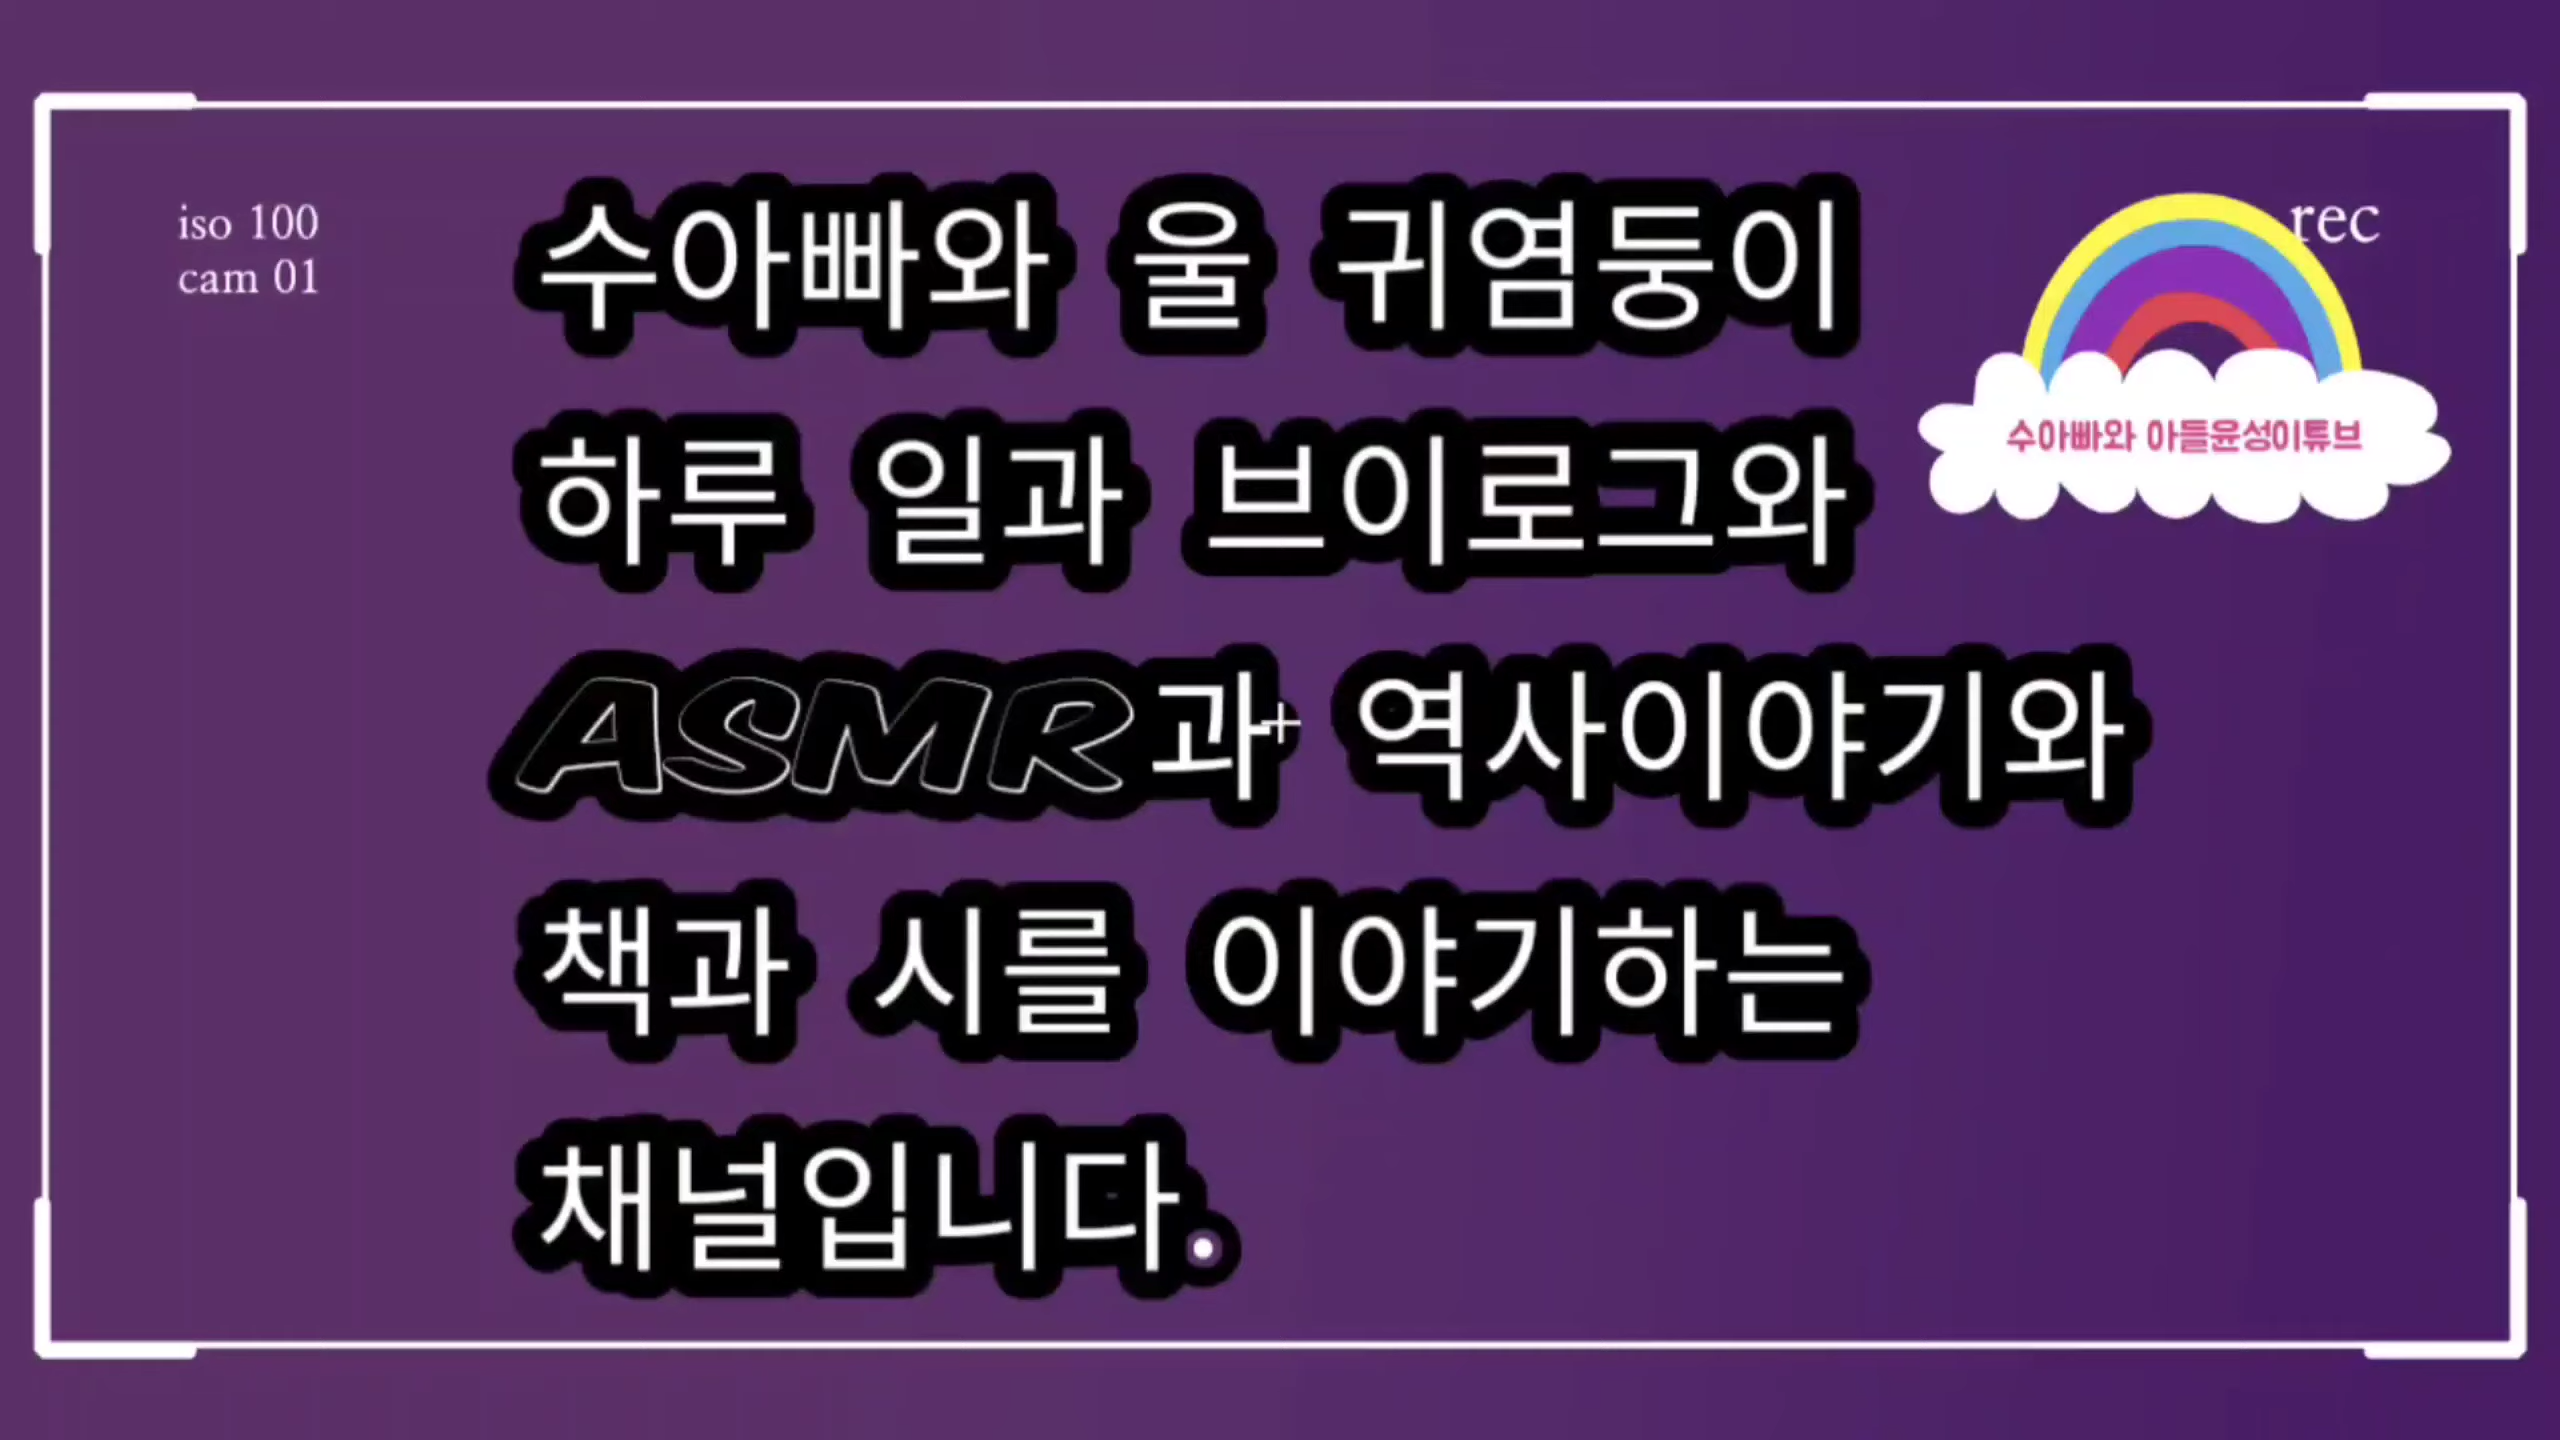 iso 100
cam 01
rec
수아빠와 울 귀염둥이
하루 일과 브이로그와
ASMR과 역사이야기와
책과 시를 이야기하는
채널입니다.
수아빠와 아들윤성이튜브